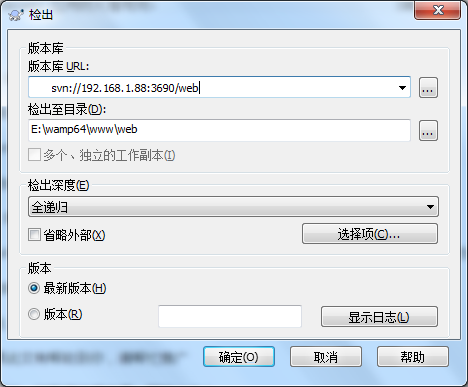 检出
版本库
版本库 URL:
svn://192.168.1.88:3690/web
...
检出至目录(D):
E:\wamp64\www\web
...
多个、独立的工作副本(I)
检出深度(E)
全递归
省略外部(X)
选择项(C)...
版本
最新版本(H)
版本(R)
显示日志(L)
确定(O) 取消 帮助